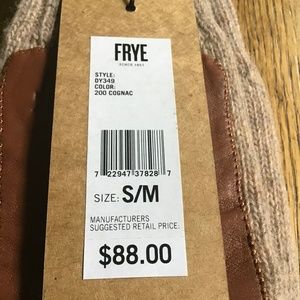 FRYE
SINCE 1863
STYLE:
DY349
COLOR:
200 COGNAC
7 22947 37828 7
SIZE: S/M
MANUFACTURERS
SUGGESTED RETAIL PRICE:
$88.00